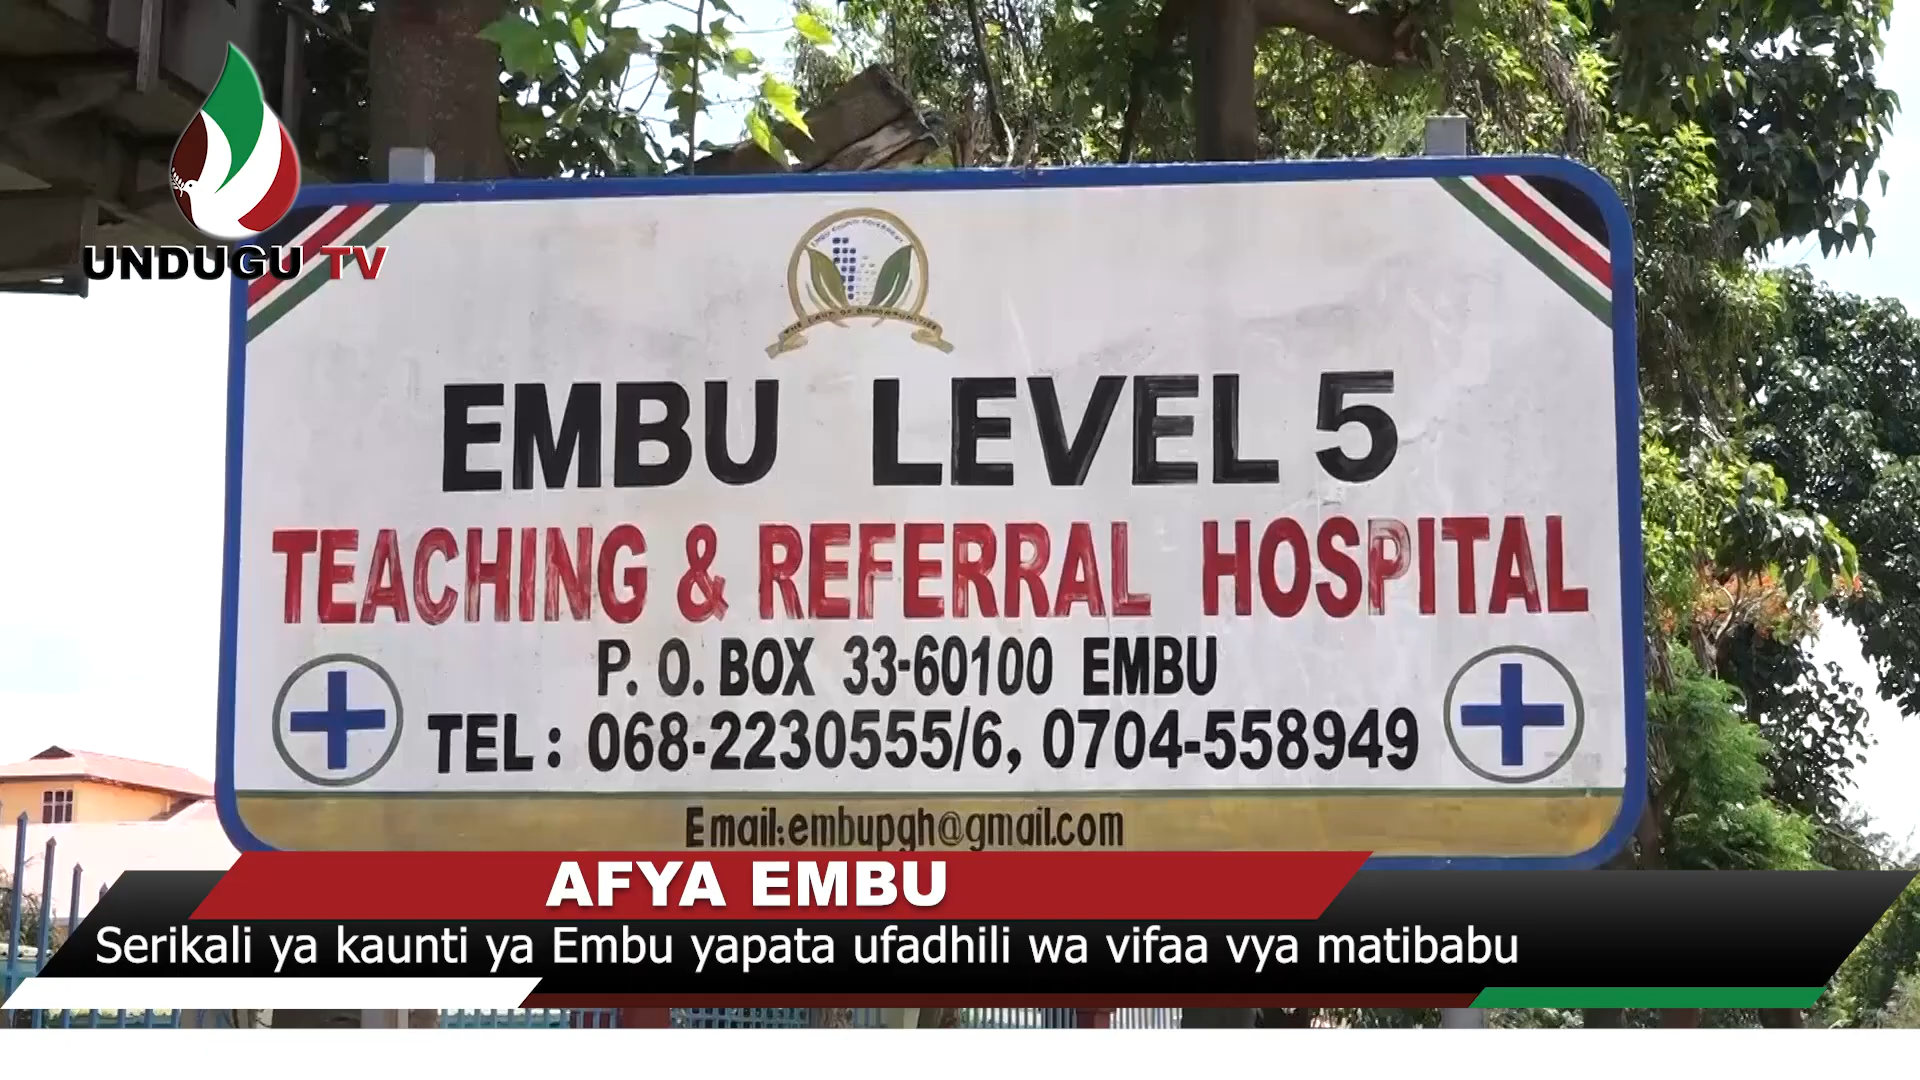 UNDUGU TV
EMBU LEVEL 5
TEACHING & REFERRAL HOSPITAL
P. O. BOX 33-60100 EMBU
TEL: 068-2230555/6, 0704-558949
Email:embupgh@gmail.com
AFYA EMBU
Serikali ya kaunti ya Embu yapata ufadhili wa vifaa vya matibabu